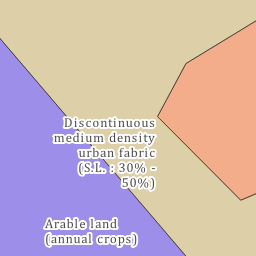 Discontinuous
medium density
urban fabric
(S.L. : 30% -
50%)
Arable land
(annual crops)